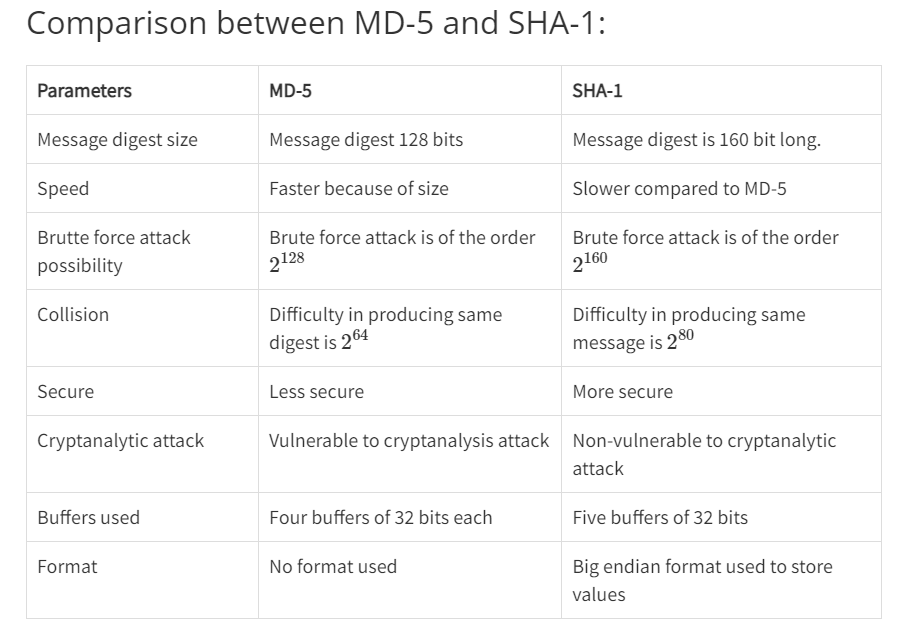 Comparison between MD-5 and SHA-1:
Parameters MD-5 SHA-1
Message digest size Message digest 128 bits Message digest is 160 bit long.
Speed Faster because of size Slower compared to MD-5
Brutte force attack Brute force attack is of the order Brute force attack is of the order
possibility 2^128 2^160
Collision Difficulty in producing same Difficulty in producing same
digest is 2^64 message is 2^80
Secure Less secure More secure
Cryptanalytic attack Vulnerable to cryptanalysis attack Non-vulnerable to cryptanalytic
attack
Buffers used Four buffers of 32 bits each Five buffers of 32 bits
Format No format used Big endian format used to store
values